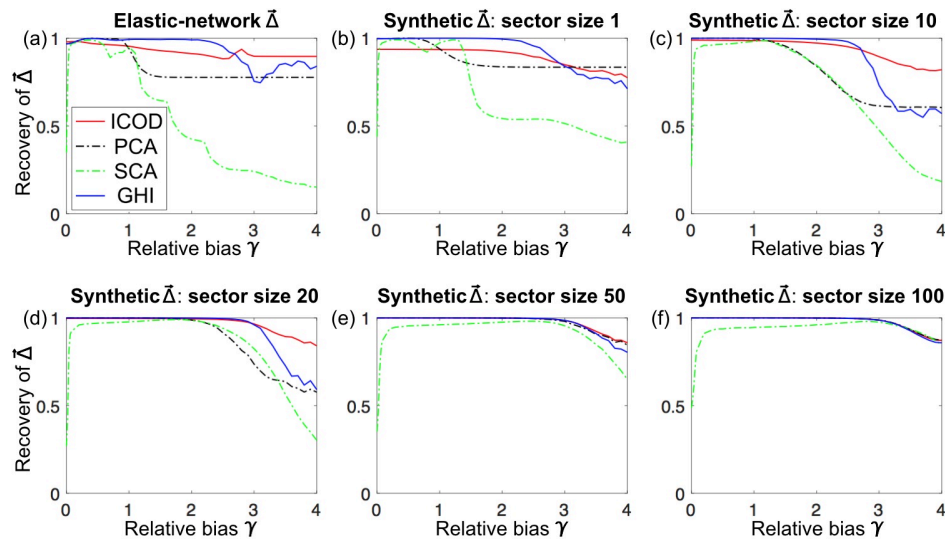 Elastic-network Δ⃗
Synthetic Δ⃗: sector size 1
Synthetic Δ⃗: sector size 10
(a)
(b)
(c)
Recovery of Δ⃗
1
0.5
0
ICOD
PCA
SCA
GHI
0 1 2 3 4
Relative bias γ
1
0.5
0
0 1 2 3 4
Relative bias γ
1
0.5
0
0 1 2 3 4
Relative bias γ
Synthetic Δ⃗: sector size 20
Synthetic Δ⃗: sector size 50
Synthetic Δ⃗: sector size 100
(d)
(e)
(f)
Recovery of Δ⃗
1
0.5
0
0 1 2 3 4
Relative bias γ
1
0.5
0
0 1 2 3 4
Relative bias γ
1
0.5
0
0 1 2 3 4
Relative bias γ